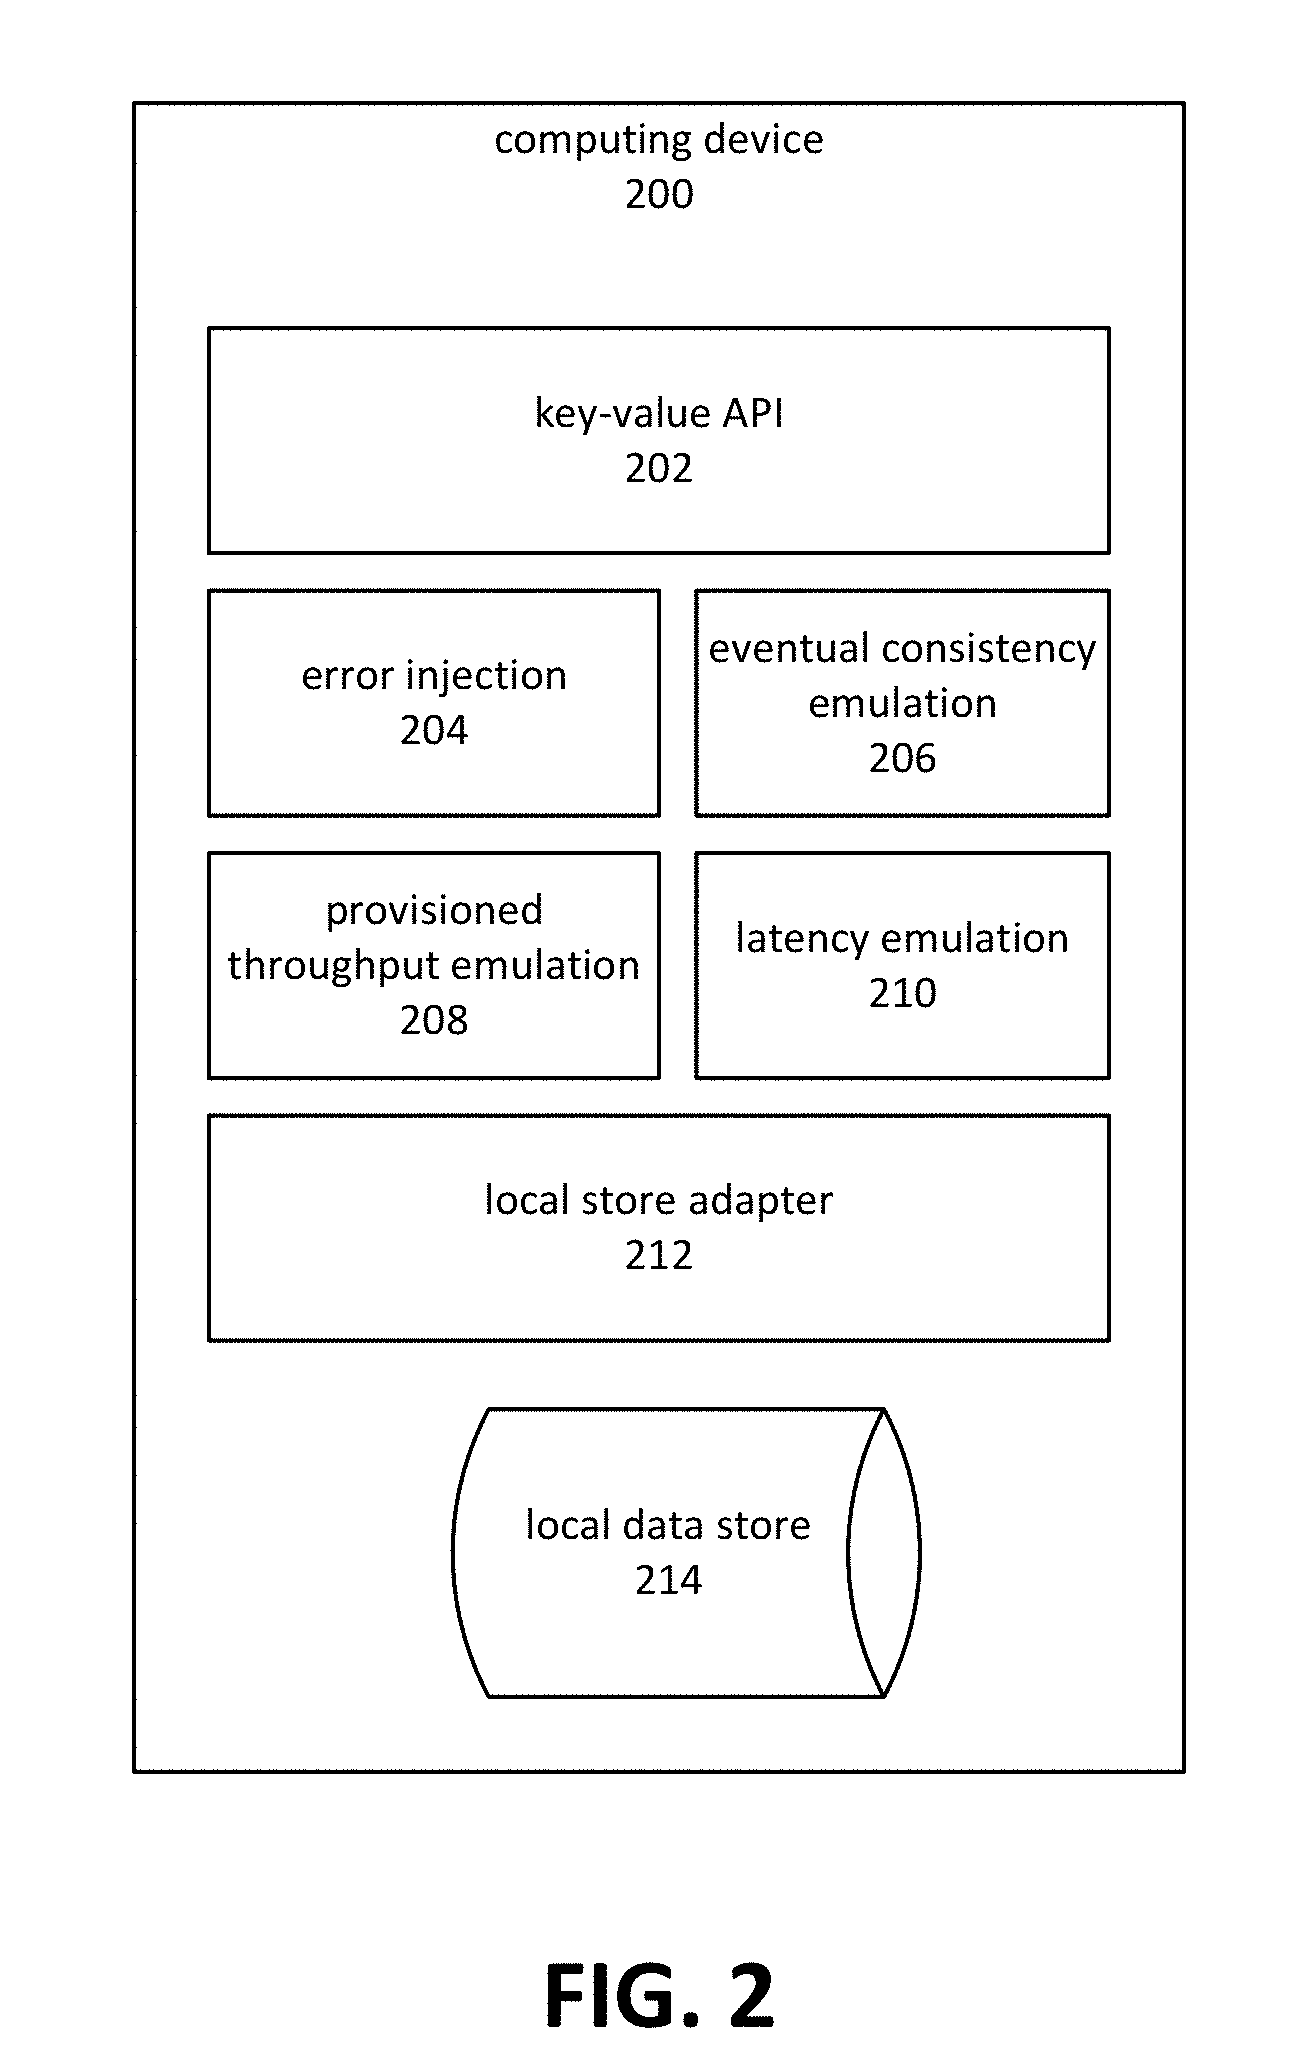 computing device
200
key-value API
202
error injection
204
eventual consistency
emulation
206
provisioned
throughput emulation
208
latency emulation
210
local store adapter
212
local data store
214
FIG. 2